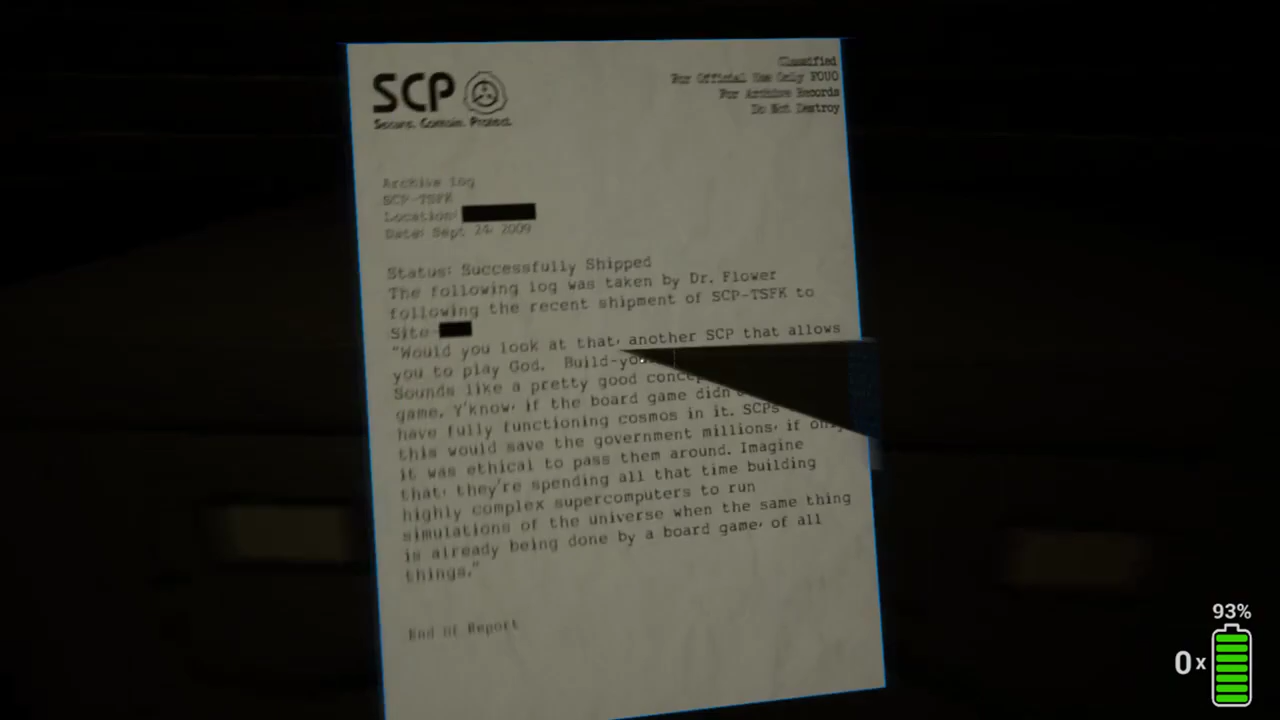 SCP
Secure. Contain. Protect.
Classified
For Official Use Only FOUO
For Archive Records
Do Not Destroy
Archive Log
SCP-TSFK
Location:
Date: Sept 24, 2009
Status: Successfully Shipped
The following log was taken by Dr. Flower
following the recent shipment of SCP-TSFK to
Site-
"Would you look at that, another SCP that allows
you to play God. Build-you
Sounds like a pretty good concep
game. Y'know, if the board game didn
have fully functioning cosmos in it. SCPs
this would save the government millions, if only
it was ethical to pass them around. Imagine
that, they're spending all that time building
highly complex supercomputers to run
simulations of the universe when the same thing
is already being done by a board game, of all
things."
End of Report
93%
0x